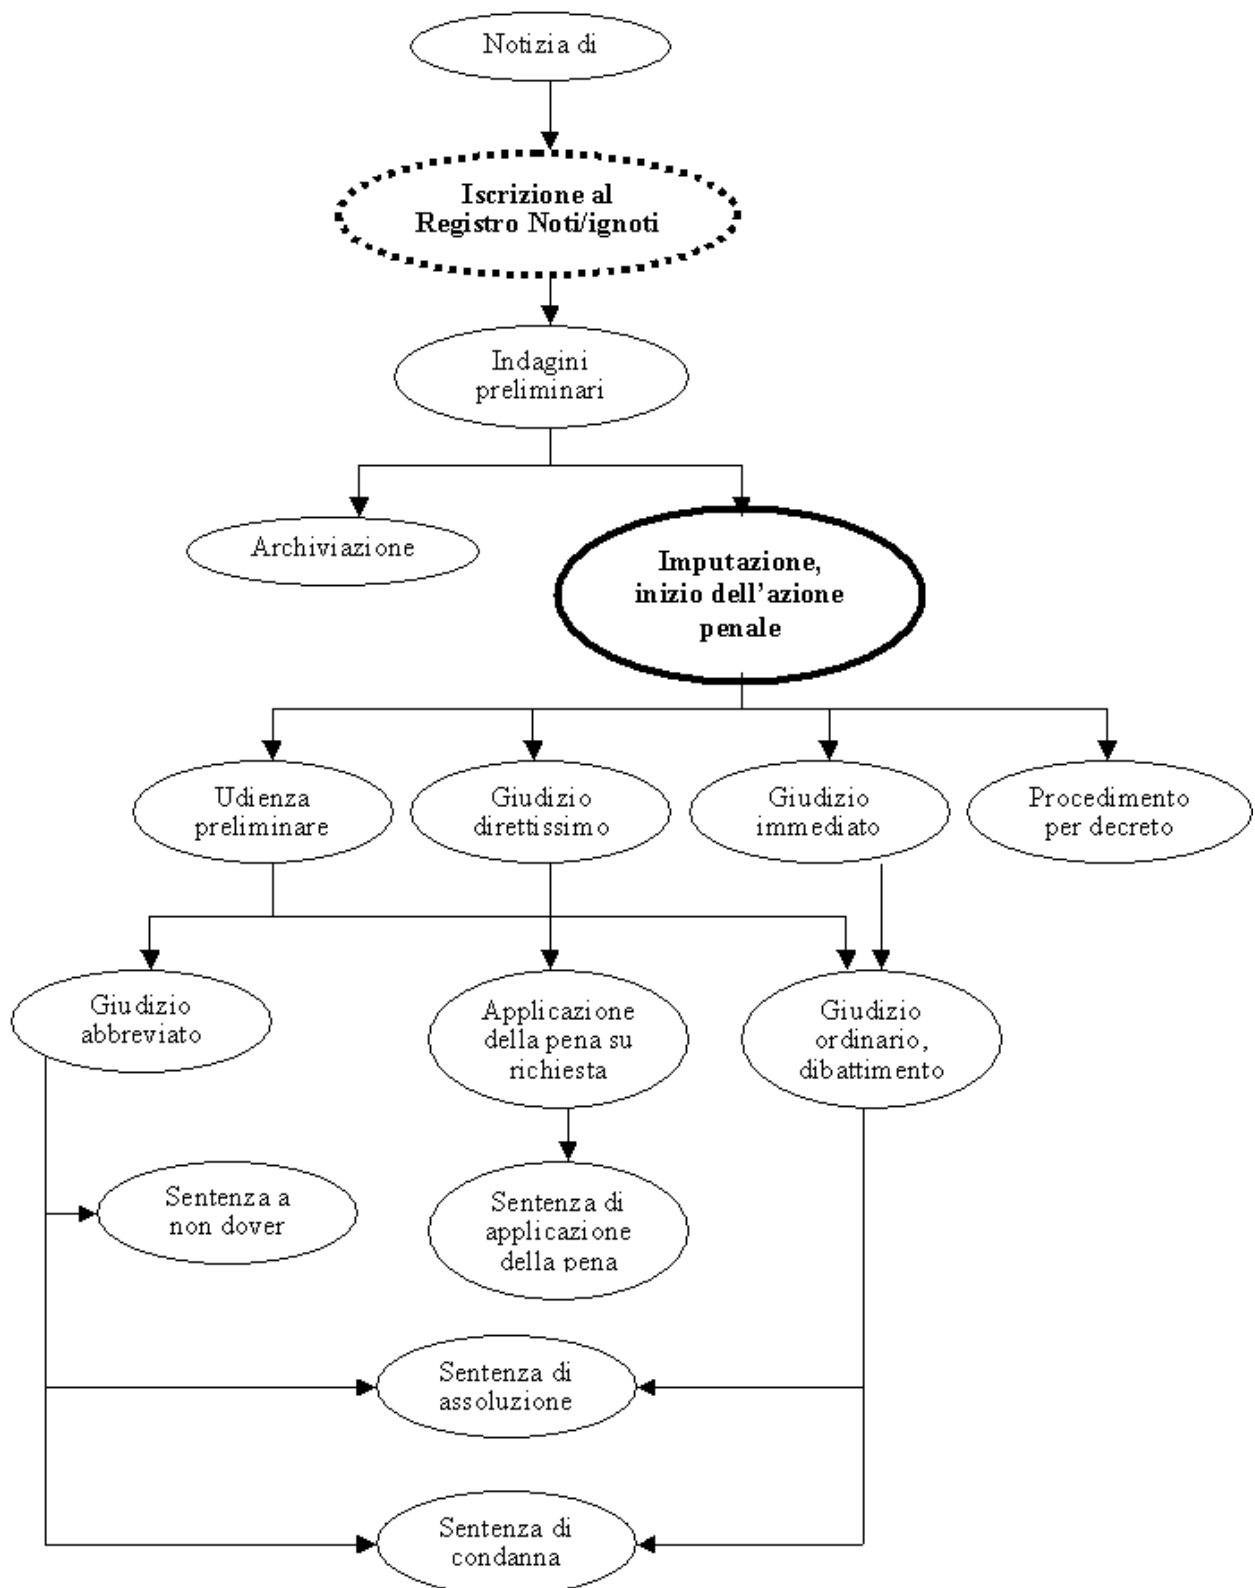 Notizia di
Iscrizione al
Registro Noti/ignoti
Indagini
preliminari
Archiviazione
Imputazione,
inizio dell'azione
penale
Udienza
preliminare
Giudizio
direttissimo
Giudizio
immediato
Procedimento
per decreto
Giudizio
abbreviato
Applicazione
della pena su
richiesta
Giudizio
ordinario,
dibattimento
Sentenza a
non dover
Sentenza di
applicazione
della pena
Sentenza di
assoluzione
Sentenza di
condanna